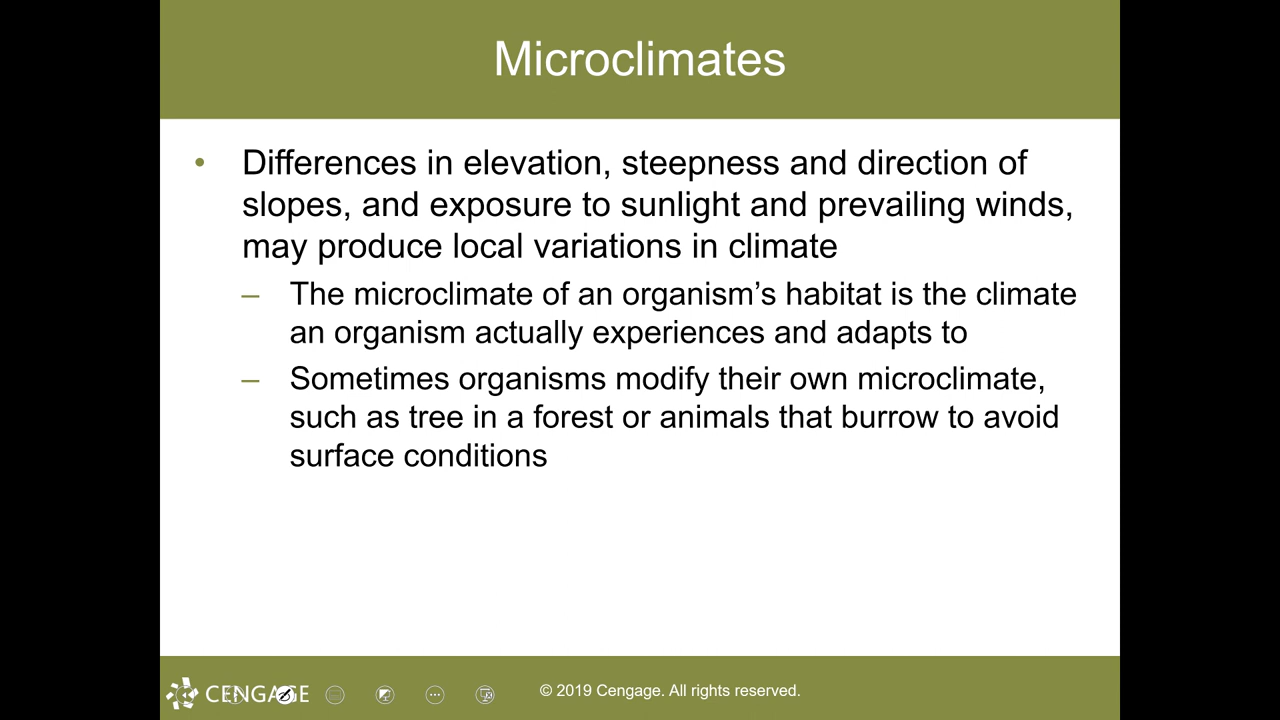 Microclimates
• Differences in elevation, steepness and direction of
slopes, and exposure to sunlight and prevailing winds,
may produce local variations in climate
– The microclimate of an organism’s habitat is the climate
an organism actually experiences and adapts to
– Sometimes organisms modify their own microclimate,
such as tree in a forest or animals that burrow to avoid
surface conditions
CENGAGE
© 2019 Cengage. All rights reserved.